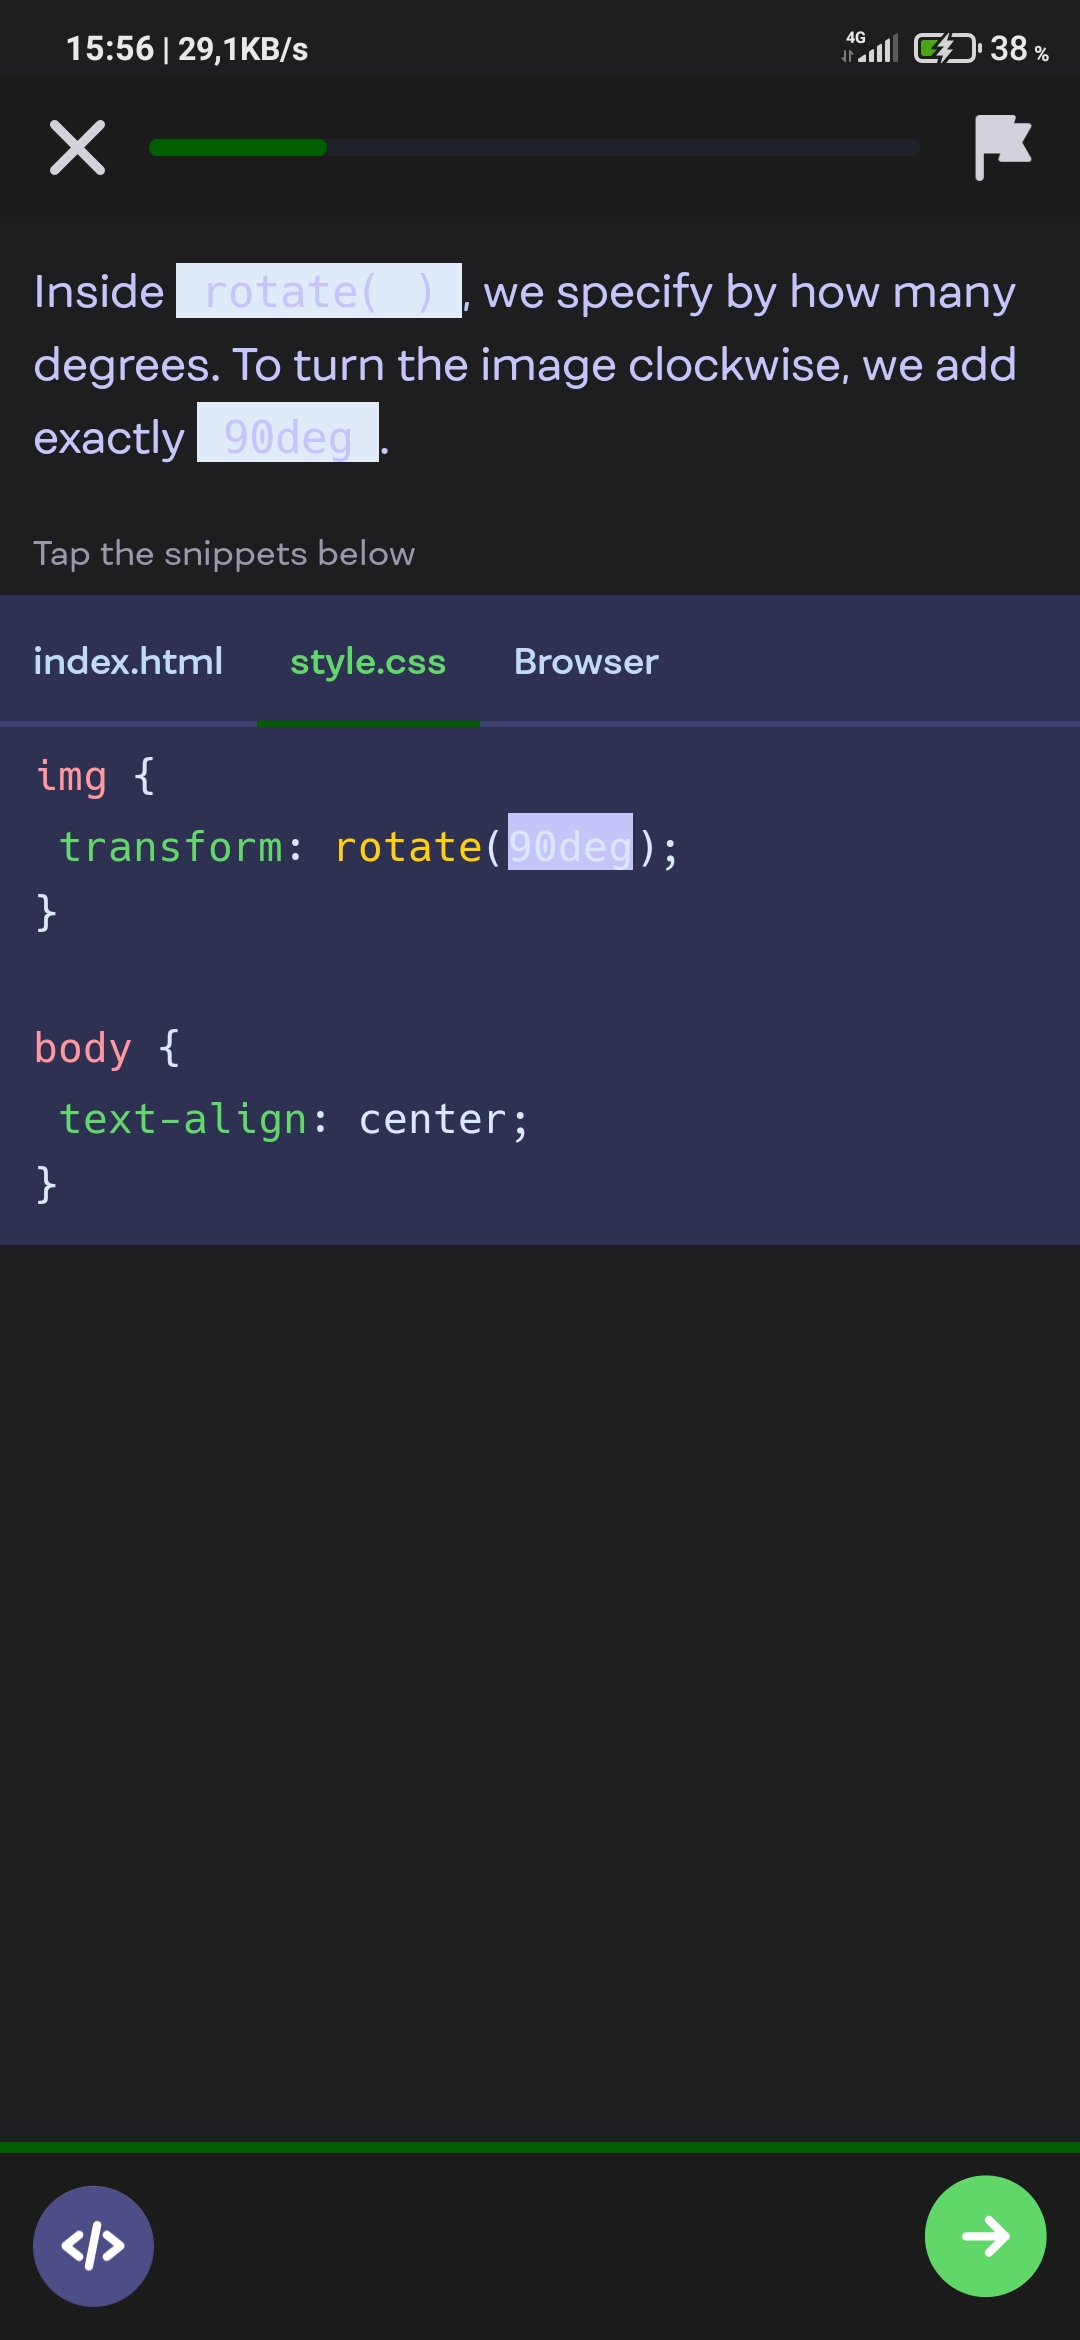 15:56 | 29,1KB/s 4G 38 %
Inside rotate( ), we specify by how many
degrees. To turn the image clockwise, we add
exactly 90deg.
Tap the snippets below
index.html style.css Browser
img {
transform: rotate(90deg);
}
body {
text-align: center;
}